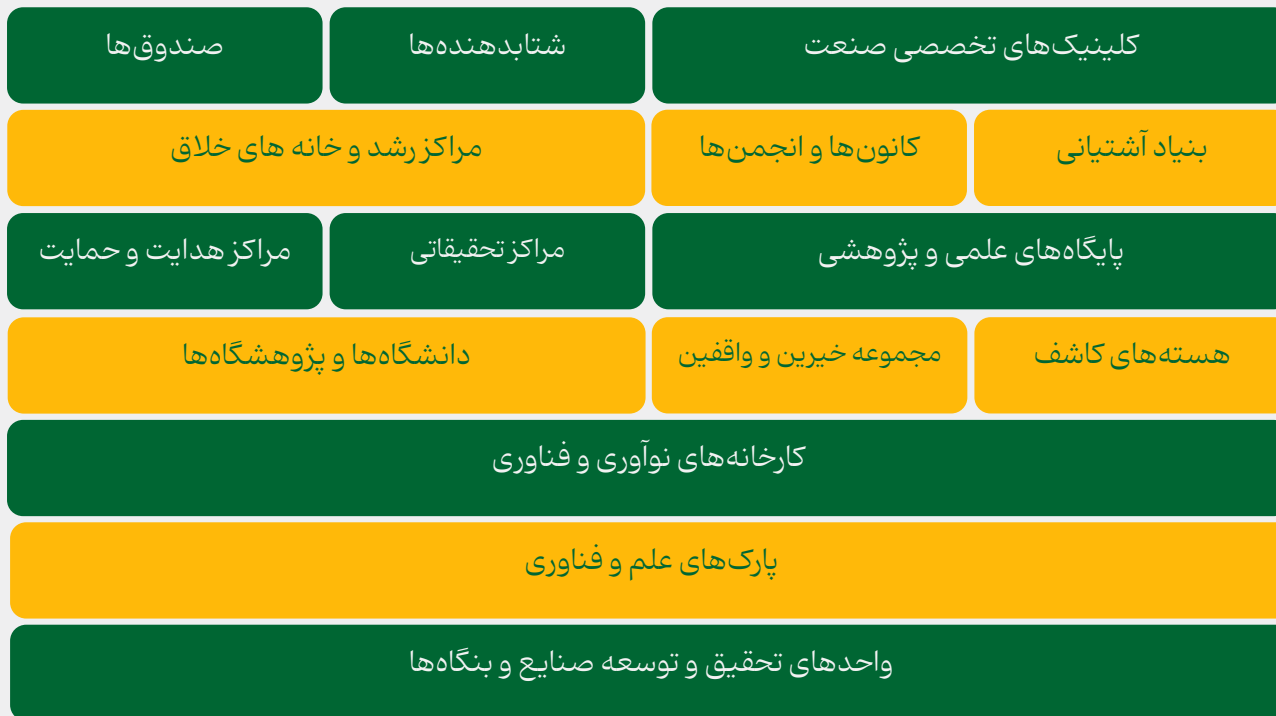 کلینیک‌های تخصصی صنعت
شتابدهنده‌ها
صندوق‌ها
بنیاد آشتیانی
کانون‌ها و انجمن‌ها
مراکز رشد و خانه های خلاق
پایگاه‌های علمی و پژوهشی
مراکز تحقیقاتی
مراکز هدایت و حمایت
هسته‌های کاشف
مجموعه خیرین و واقفین
دانشگاه‌ها و پژوهشگاه‌ها
کارخانه‌های نوآوری و فناوری
پارک‌های علم و فناوری
واحدهای تحقیق و توسعه صنایع و بنگاه‌ها